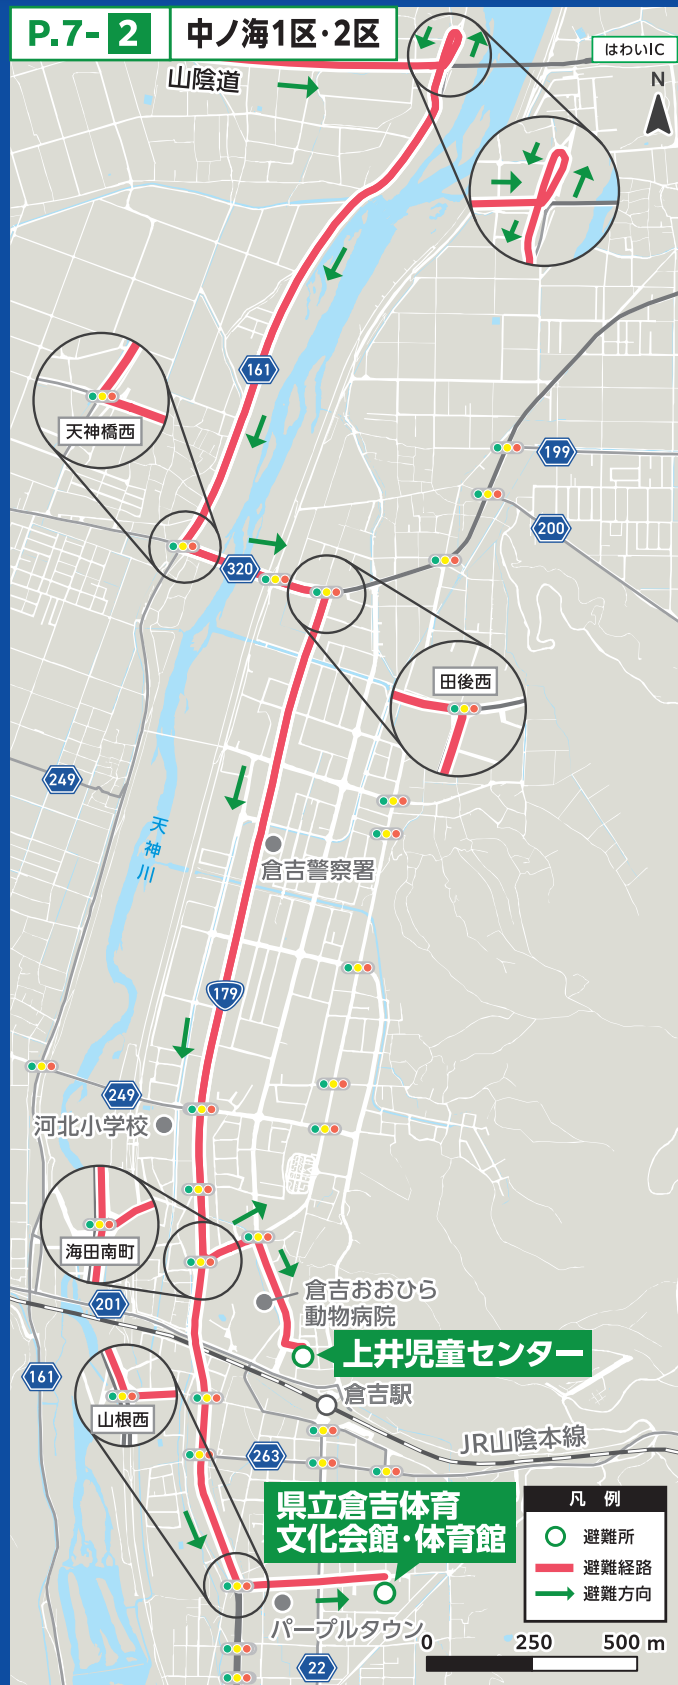 P.7-2
中ノ海1区・2区
はわいIC
山陰道
N
161
天神橋西
199
200
320
田後西
249
天神川
倉吉警察署
179
249
河北小学校
海田南町
倉吉おおひら
動物病院
201
上井児童センター
161
倉吉駅
山根西
JR山陰本線
263
県立倉吉体育
文化会館・体育館
凡 例
避難所
避難経路
避難方向
パープルタウン
22
0 250 500 m